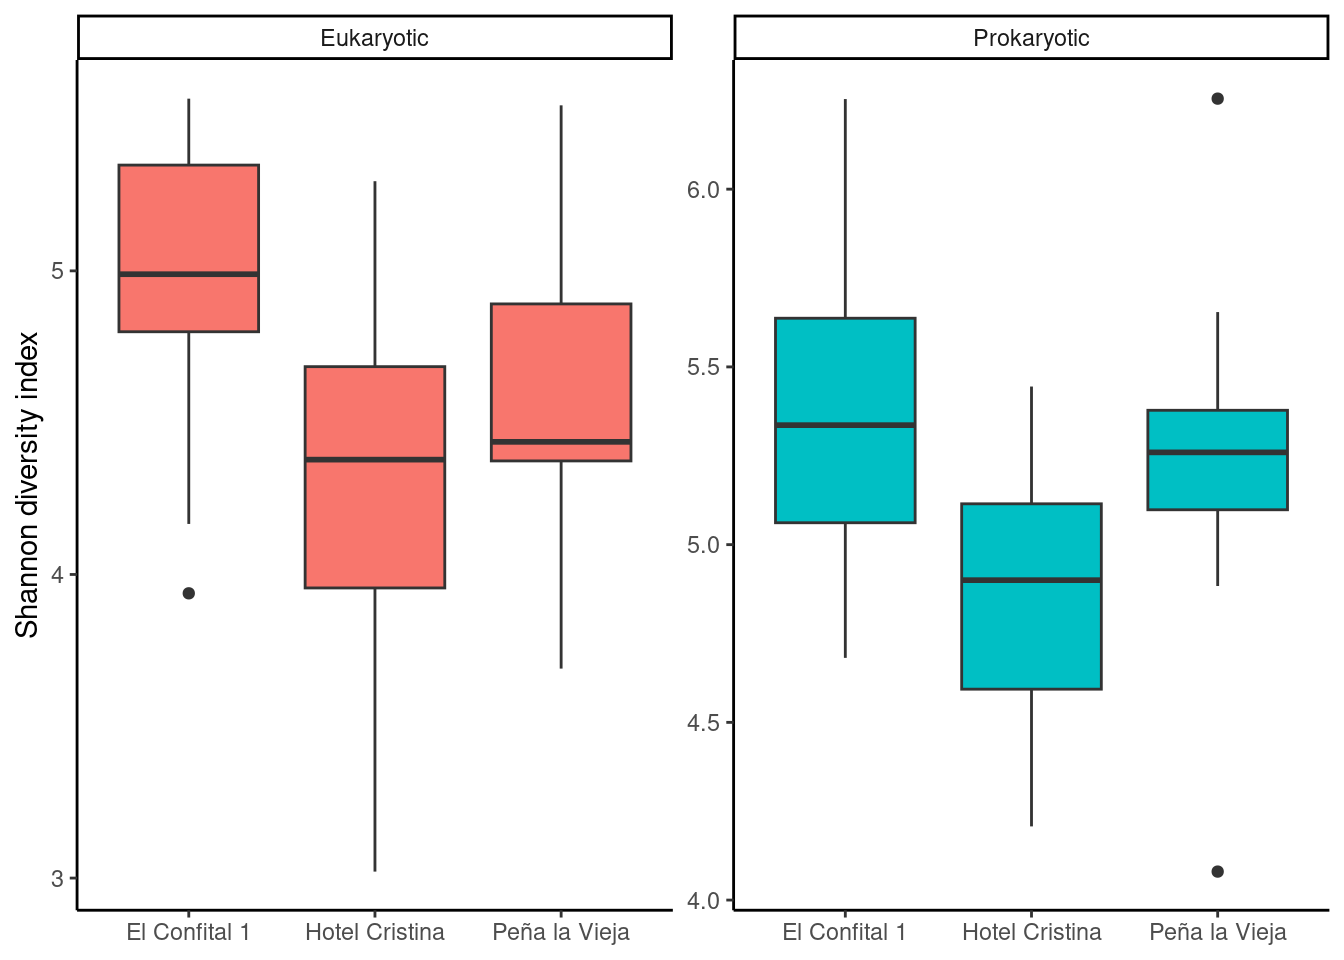 Eukaryotic
Prokaryotic
Shannon diversity index
5
4
3
6.0
5.5
5.0
4.5
4.0
El Confital 1
Hotel Cristina
Peña la Vieja
El Confital 1
Hotel Cristina
Peña la Vieja